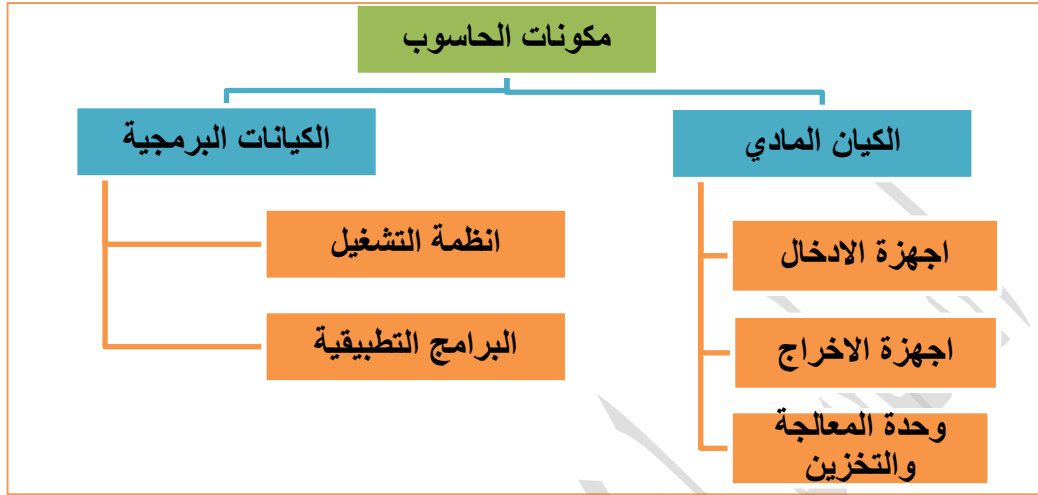 مكونات الحاسوب
الكيان المادي
اجهزة الادخال
اجهزة الاخراج
وحدة المعالجة
والتخزين
الكيانات البرمجية
انظمة التشغيل
البرامج التطبيقية